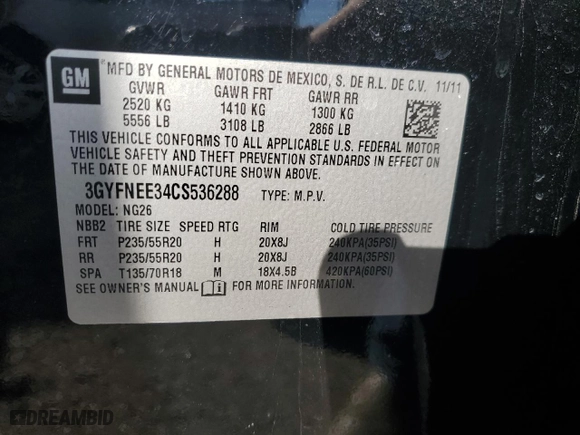 GM
MFD BY GENERAL MOTORS DE MEXICO, S. DE R.L. DE C.V. 11/11
GVWR GAWR FRT GAWR RR
2520 KG 1410 KG 1300 KG
5556 LB 3108 LB 2866 LB
THIS VEHICLE CONFORMS TO ALL APPLICABLE U.S. FEDERAL MOTOR
VEHICLE SAFETY AND THEFT PREVENTION STANDARDS IN EFFECT ON
THE DATE OF MANUFACTURE SHOWN ABOVE.
3GYFNEE34CS536288 TYPE: M.P.V.
MODEL: NG26
NBB2 TIRE SIZE SPEED RTG RIM COLD TIRE PRESSURE
FRT P235/55R20 H 20X8J 240KPA(35PSI)
RR P235/55R20 H 20X8J 240KPA(35PSI)
SPA T135/70R18 M 18X4.5B 420KPA(60PSI)
SEE OWNER'S MANUAL FOR MORE INFORMATION.
DREAMBID